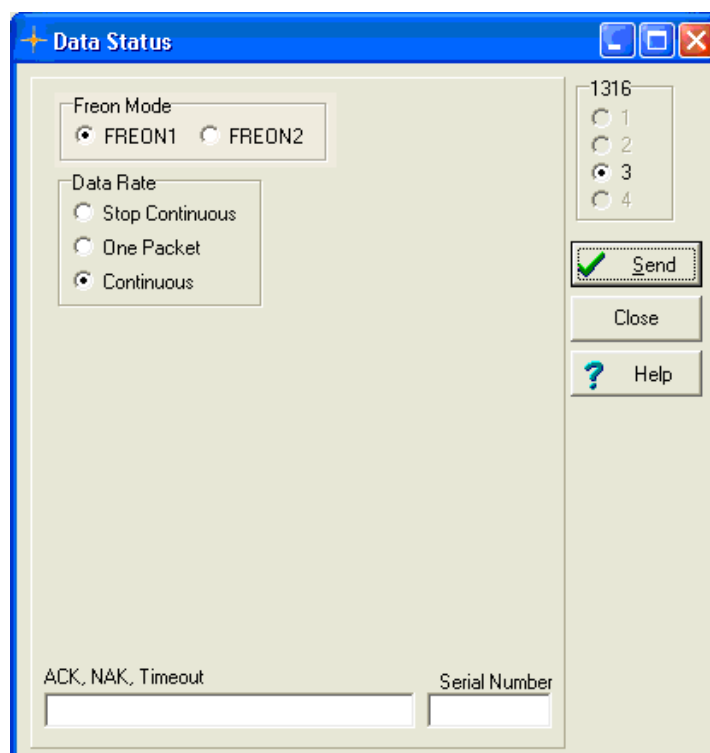 Data Status
Freon Mode
FREON1 FREON2
Data Rate
Stop Continuous
One Packet
Continuous
1316
1
2
3
4
Send
Close
? Help
ACK, NAK, Timeout
Serial Number